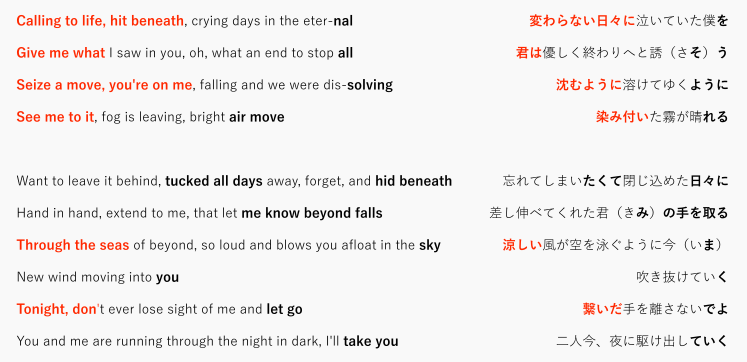 Calling to life, hit beneath, crying days in the eter-nal 変わらない日々に泣いていた僕を
Give me what I saw in you, oh, what an end to stop all 君は優しく終わりへと誘（さそ）う
Seize a move, you're on me, falling and we were dis-solving 沈むように溶けてゆくように
See me to it, fog is leaving, bright air move 染み付いた霧が晴れる
Want to leave it behind, tucked all days away, forget, and hid beneath 忘れてしまいたくて閉じ込めた日々に
Hand in hand, extend to me, that let me know beyond falls 差し伸べてくれた君（きみ）の手を取る
Through the seas of beyond, so loud and blows you afloat in the sky 涼しい風が空を泳ぐように今（いま）
New wind moving into you 吹き抜けていく
Tonight, don't ever lose sight of me and let go 繋いだ手を離さないでよ
You and me are running through the night in dark, I'll take you 二人今、夜に駆け出していく